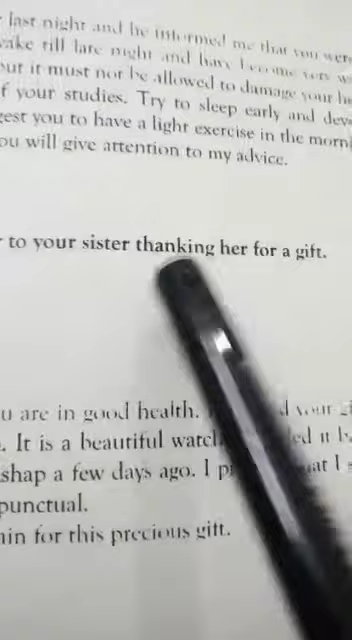 last night and he informed me that you were
wake till late night and have become very
but it must not be allowed to damage your
f your studies. Try to sleep early and
gest you to have a light exercise in the morn
ou will give attention to my advice.
to your sister thanking her for a gift.
u are in good health. d your
. It is a beautiful watch
shap a few days ago. I at I
punctual.
ain for this precious gift.